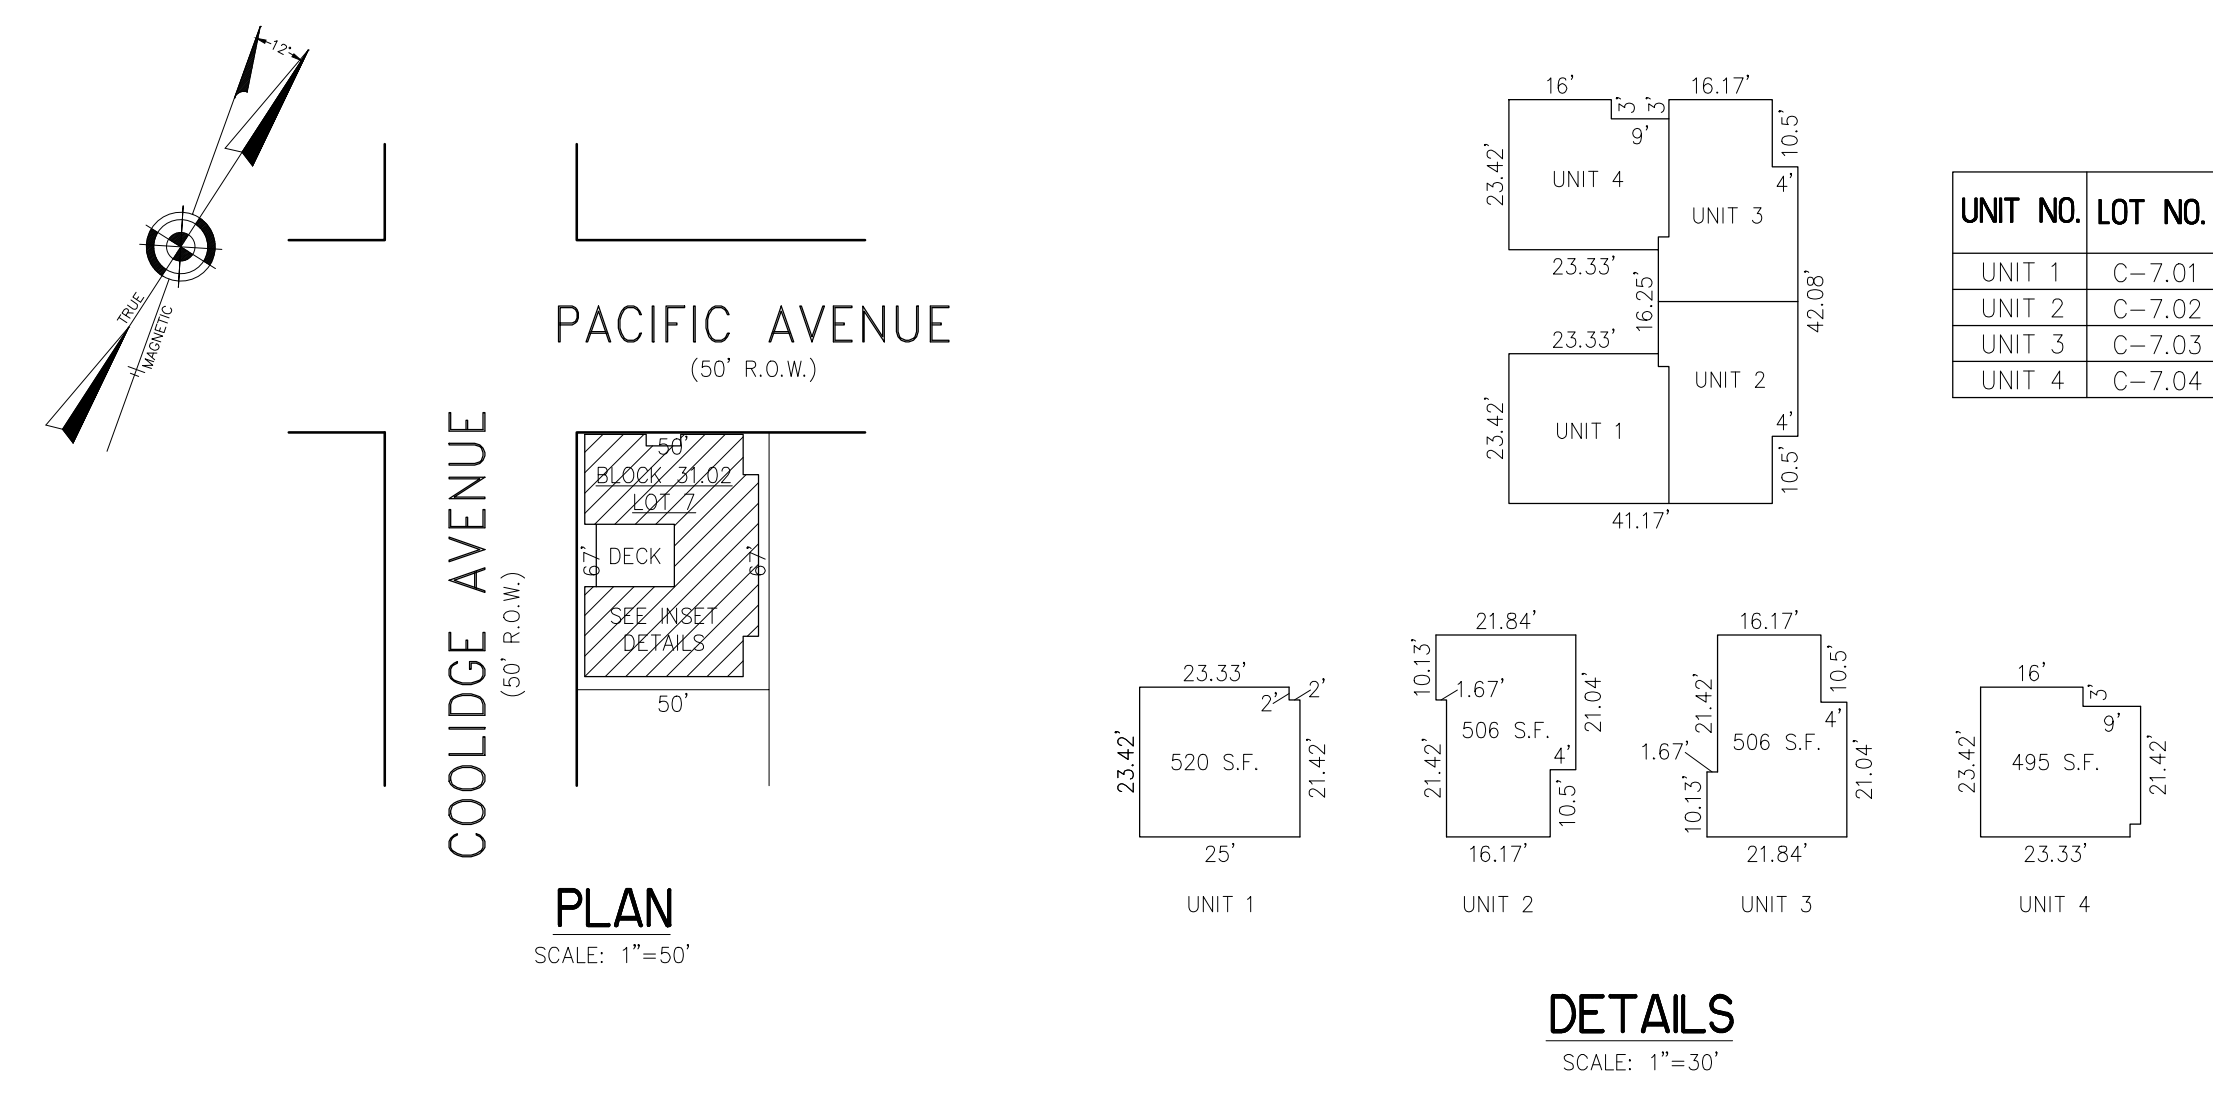 12°
TRUE
MAGNETIC
PACIFIC AVENUE
(50' R.O.W.)
COOLIDGE AVENUE
(50' R.O.W.)
50'
BLOCK 31.02
LOT 7
67'
DECK
67'
SEE INSET
DETAILS
50'
PLAN
SCALE: 1"=50'
16'
3'
3'
16.17'
9'
10.5'
23.42'
UNIT 4
4'
UNIT 3
23.33'
16.25'
42.08'
23.33'
UNIT 2
23.42'
UNIT 1
4'
10.5'
41.17'
UNIT NO. LOT NO.
UNIT 1 C-7.01
UNIT 2 C-7.02
UNIT 3 C-7.03
UNIT 4 C-7.04
23.33'
2'
2'
23.42'
520 S.F.
21.42'
25'
UNIT 1
21.84'
10.13'
1.67'
21.04'
506 S.F.
21.42'
4'
10.5'
16.17'
UNIT 2
16.17'
10.5'
21.42'
4'
1.67'
506 S.F.
10.13'
21.04'
21.84'
UNIT 3
16'
3'
9'
23.42'
495 S.F.
21.42'
23.33'
UNIT 4
DETAILS
SCALE: 1"=30'